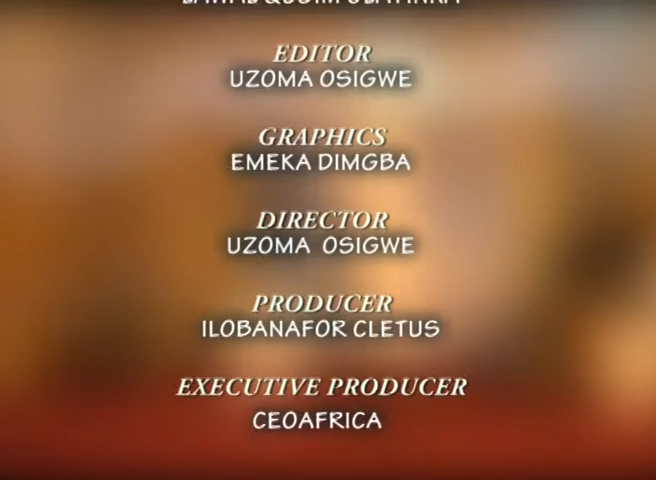 EDITOR
UZOMA OSIGWE
GRAPHICS
EMEKA DIMGBA
DIRECTOR
UZOMA OSIGWE
PRODUCER
ILOBANAFOR CLETUS
EXECUTIVE PRODUCER
CEOAFRICA